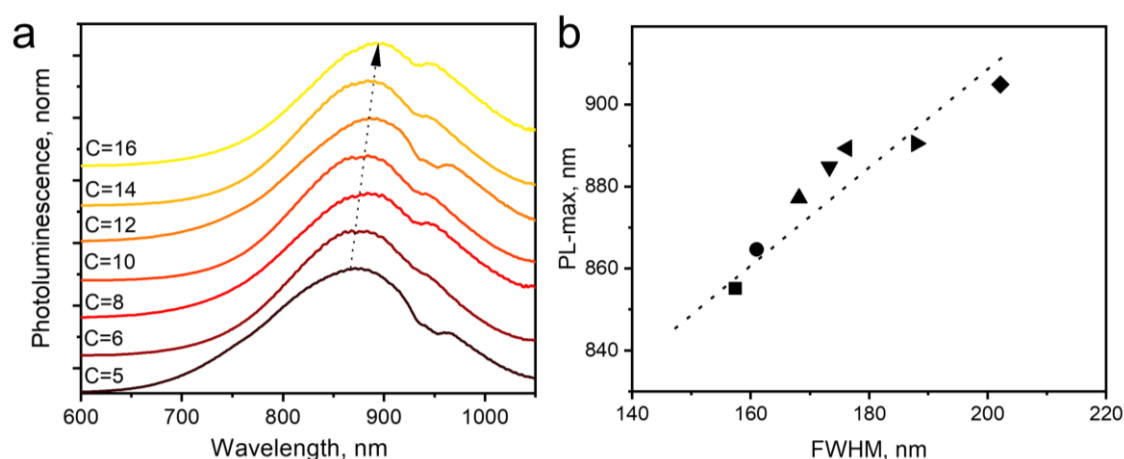 a
Photoluminescence, norm
C=16
C=14
C=12
C=10
C=8
C=6
C=5
600 700 800 900 1000
Wavelength, nm
b
PL-max, nm
900
880
860
840
140 160 180 200 220
FWHM, nm